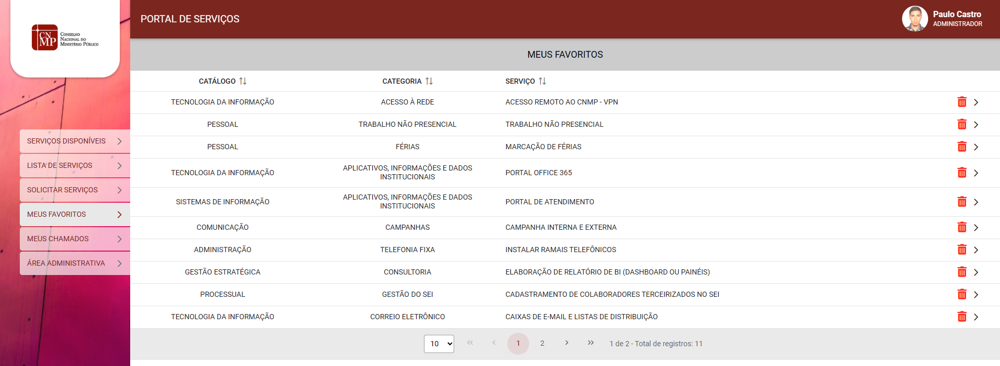 CN
MP
CONSELHO
NACIONAL DO
MINISTÉRIO PÚBLICO
PORTAL DE SERVIÇOS
Paulo Castro
ADMINISTRADOR
SERVIÇOS DISPONÍVEIS
LISTA DE SERVIÇOS
SOLICITAR SERVIÇOS
MEUS FAVORITOS
MEUS CHAMADOS
ÁREA ADMINISTRATIVA
MEUS FAVORITOS
CATÁLOGO CATEGORIA SERVIÇO
TECNOLOGIA DA INFORMAÇÃO ACESSO À REDE ACESSO REMOTO AO CNMP - VPN
PESSOAL TRABALHO NÃO PRESENCIAL TRABALHO NÃO PRESENCIAL
PESSOAL FÉRIAS MARCAÇÃO DE FÉRIAS
TECNOLOGIA DA INFORMAÇÃO APLICATIVOS, INFORMAÇÕES E DADOS
INSTITUCIONAIS PORTAL OFFICE 365
SISTEMAS DE INFORMAÇÃO APLICATIVOS, INFORMAÇÕES E DADOS
INSTITUCIONAIS PORTAL DE ATENDIMENTO
COMUNICAÇÃO CAMPANHAS CAMPANHA INTERNA E EXTERNA
ADMINISTRAÇÃO TELEFONIA FIXA INSTALAR RAMAIS TELEFÔNICOS
GESTÃO ESTRATÉGICA CONSULTORIA ELABORAÇÃO DE RELATÓRIO DE BI (DASHBOARD OU PAINÉIS)
PROCESSUAL GESTÃO DO SEI CADASTRAMENTO DE COLABORADORES TERCEIRIZADOS NO SEI
TECNOLOGIA DA INFORMAÇÃO CORREIO ELETRÔNICO CAIXAS DE E-MAIL E LISTAS DE DISTRIBUIÇÃO
10 1 2 1 de 2 - Total de registros: 11